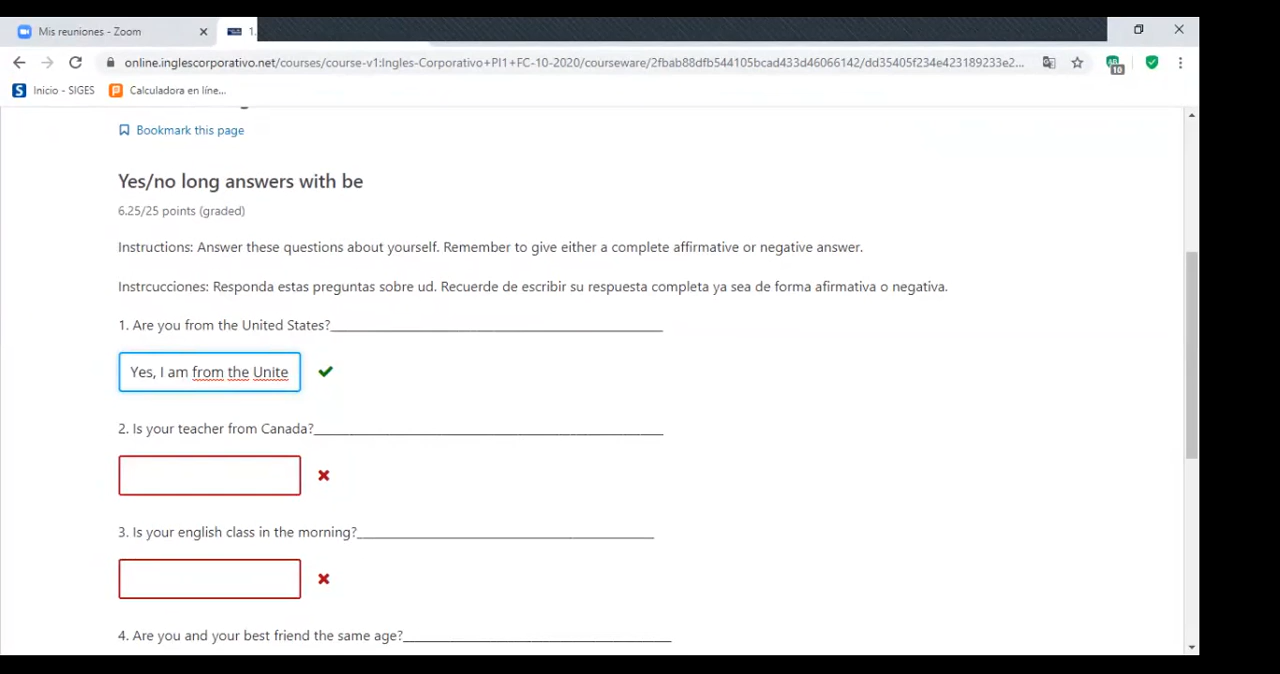 Mis reuniones - Zoom
1.
online.inglescorporativo.net/courses/course-v1:Ingles-Corporativo+PI1+FC-10-2020/courseware/2fbab88dfb544105bcad433d46066142/dd35405f234e423189233e2...
10
Inicio - SIGES
Calculadora en líne...
Bookmark this page
Yes/no long answers with be
6.25/25 points (graded)
Instructions: Answer these questions about yourself. Remember to give either a complete affirmative or negative answer.
Instrcucciones: Responda estas preguntas sobre ud. Recuerde de escribir su respuesta completa ya sea de forma afirmativa o negativa.
1. Are you from the United States?
Yes, I am from the Unite
2. Is your teacher from Canada?
3. Is your english class in the morning?
4. Are you and your best friend the same age?